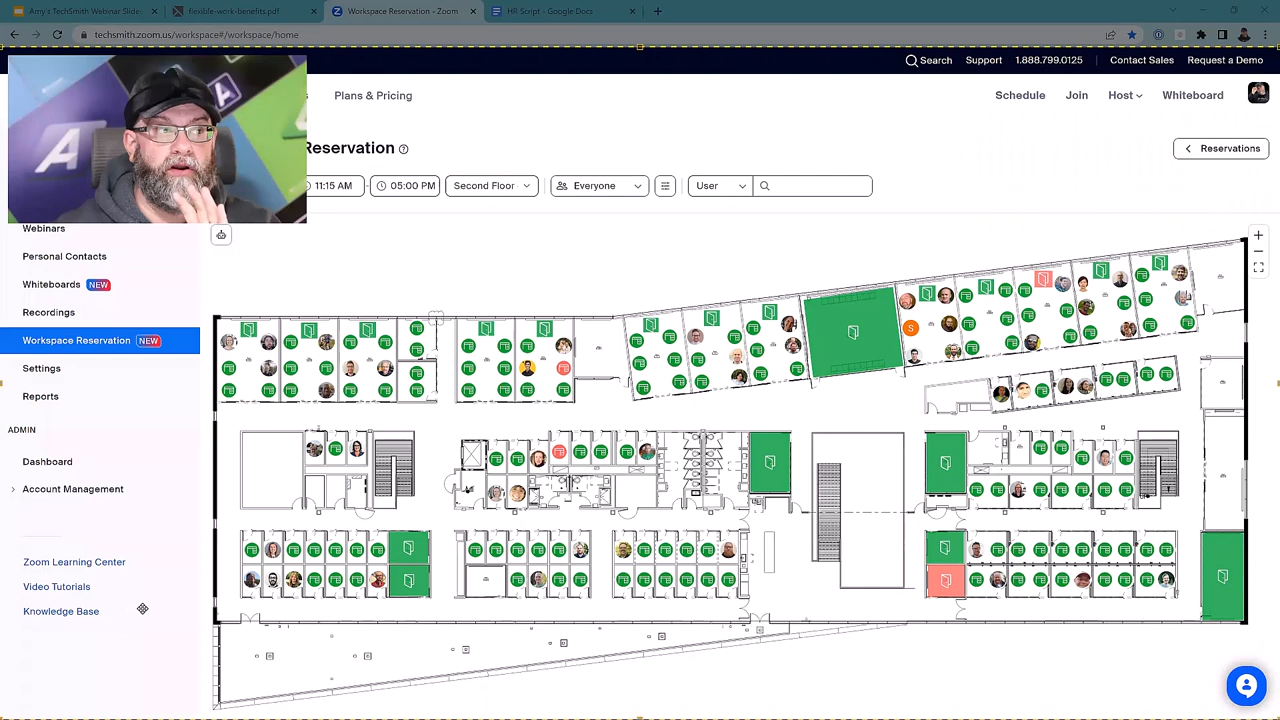 Amy's TechSmith Webinar Slide
flexible-work-benefits.pdf
Workspace Reservation - Zoom
HR Script - Google Docs
techsmith.zoom.us/workspace#/workspace/home
Search
Support
1.888.799.0125
Contact Sales
Request a Demo
Plans & Pricing
Schedule
Join
Host
Whiteboard
Reservation
Reservations
11:15 AM
05:00 PM
Second Floor
Everyone
User
Webinars
Personal Contacts
Whiteboards NEW
Recordings
Workspace Reservation NEW
Settings
Reports
ADMIN
Dashboard
Account Management
Zoom Learning Center
Video Tutorials
Knowledge Base
S